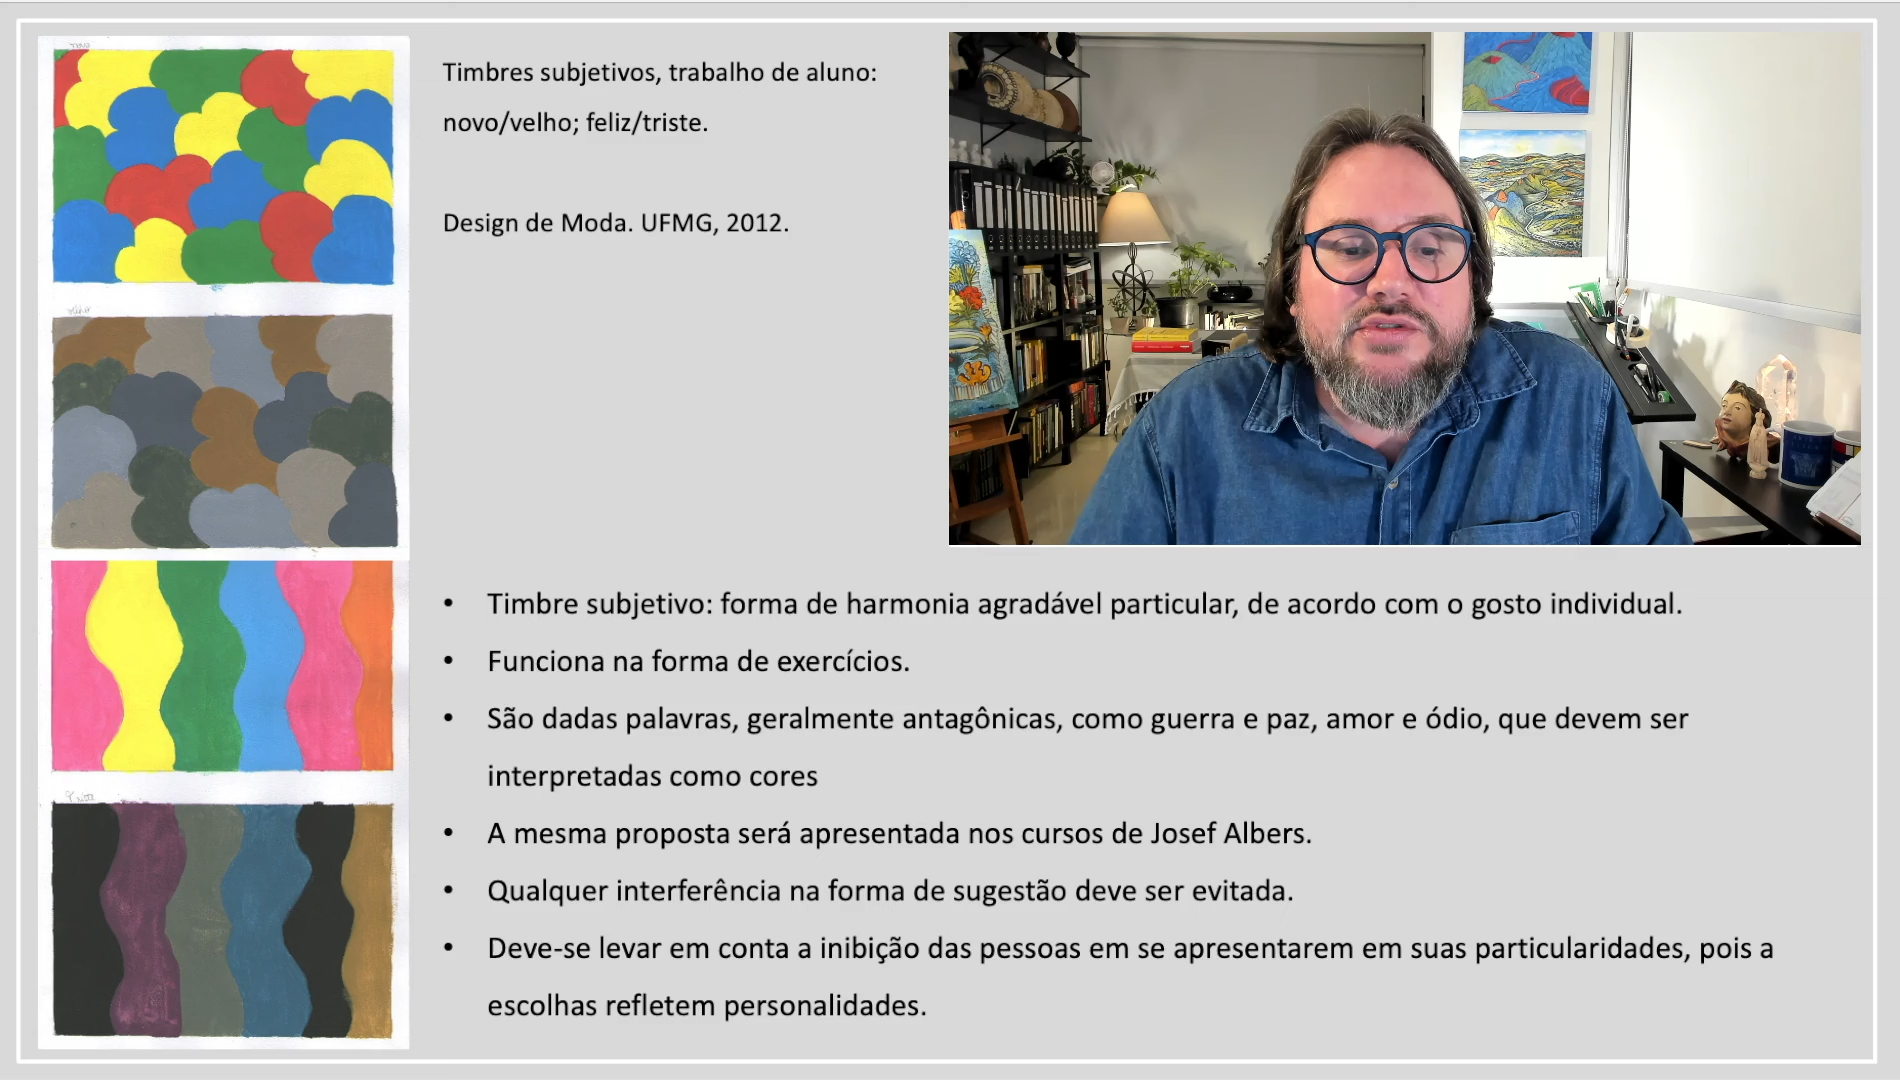 Timbres subjetivos, trabalho de aluno:
novo/velho; feliz/triste.
Design de Moda. UFMG, 2012.
• Timbre subjetivo: forma de harmonia agradável particular, de acordo com o gosto individual.
• Funciona na forma de exercícios.
• São dadas palavras, geralmente antagônicas, como guerra e paz, amor e ódio, que devem ser
interpretadas como cores
• A mesma proposta será apresentada nos cursos de Josef Albers.
• Qualquer interferência na forma de sugestão deve ser evitada.
• Deve-se levar em conta a inibição das pessoas em se apresentarem em suas particularidades, pois a
escolhas refletem personalidades.